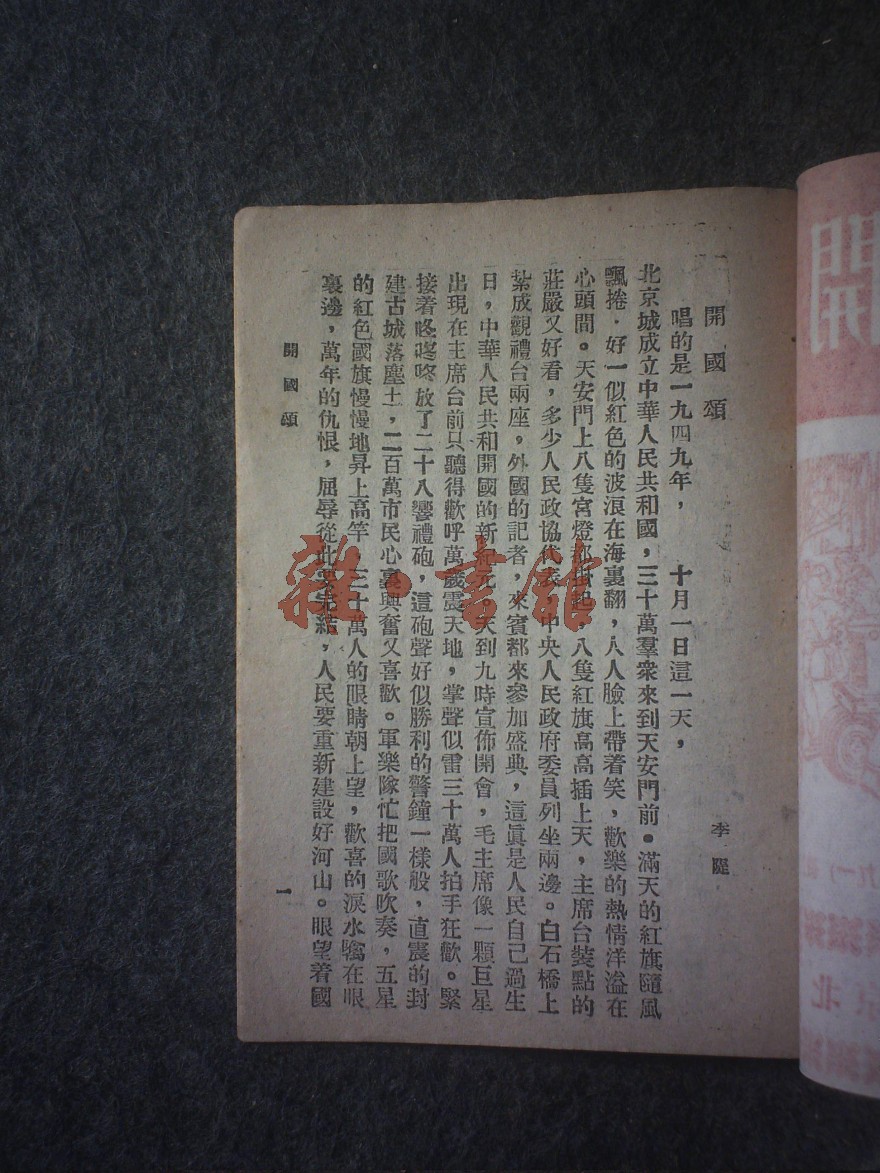 開國頌
李
唱的是一九四九年， 十月一日這一天，
北京城成立中華人民共和國，三十萬羣衆來到天安門前。滿天的紅旗隨風
飄捲．好一似紅色的波浪在海裏翻，人人臉上帶着笑，歡樂的熱情洋溢在
心頭間。天安門上八隻宮燈都掛起，八隻紅旗高高插上天，主席台裝點的
莊嚴又好看，多少人民政協代表，中央人民政府委員列坐兩邊。白石橋上
紮成觀禮台兩座，外國的記者，來賓都來參加盛典，這眞是人民自己過生
日，中華人民共和開國的新紀元，天到九時宣佈開會，毛主席像一顆巨星
出現在主席台前只聽得歡呼萬歲震天地，掌聲似雷三十萬人拍手狂歡。緊
接着咚咚咚放了二十八響禮砲，這砲聲好似勝利的警鐘一樣般，直震的封
建古城落塵土，二百萬市民心裏興奮又喜歡。軍樂隊忙把國歌吹奏，五星
的紅色國旗慢慢地昇上高竿，三十萬人的眼睛朝上望，歡喜的淚水噙在眼
裏邊，萬年的仇恨，屈辱從此要完結，人民要重新建設好河山。眼望着國
開國頌
一
雜·書館
開
北